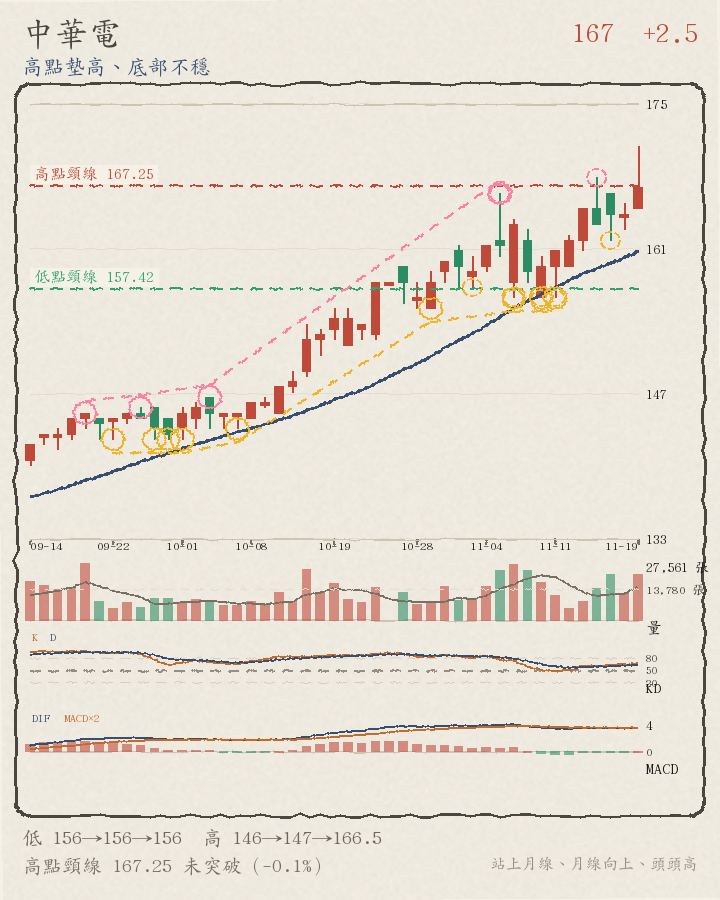 中華電
167 +2.5
高點墊高、底部不穩
175
高點頸線 167.25
161
低點頸線 157.42
147
133
09-14 09-22 10-01 10-08 10-19 10-28 11-04 11-11 11-19
27,561 張
13,780 張
量
K D
80
50
20
KD
DIF MACD×2
4
0
MACD
低 156→156→156 高 146→147→166.5
高點頸線 167.25 未突破 (-0.1%)
站上月線、月線向上、頭頭高